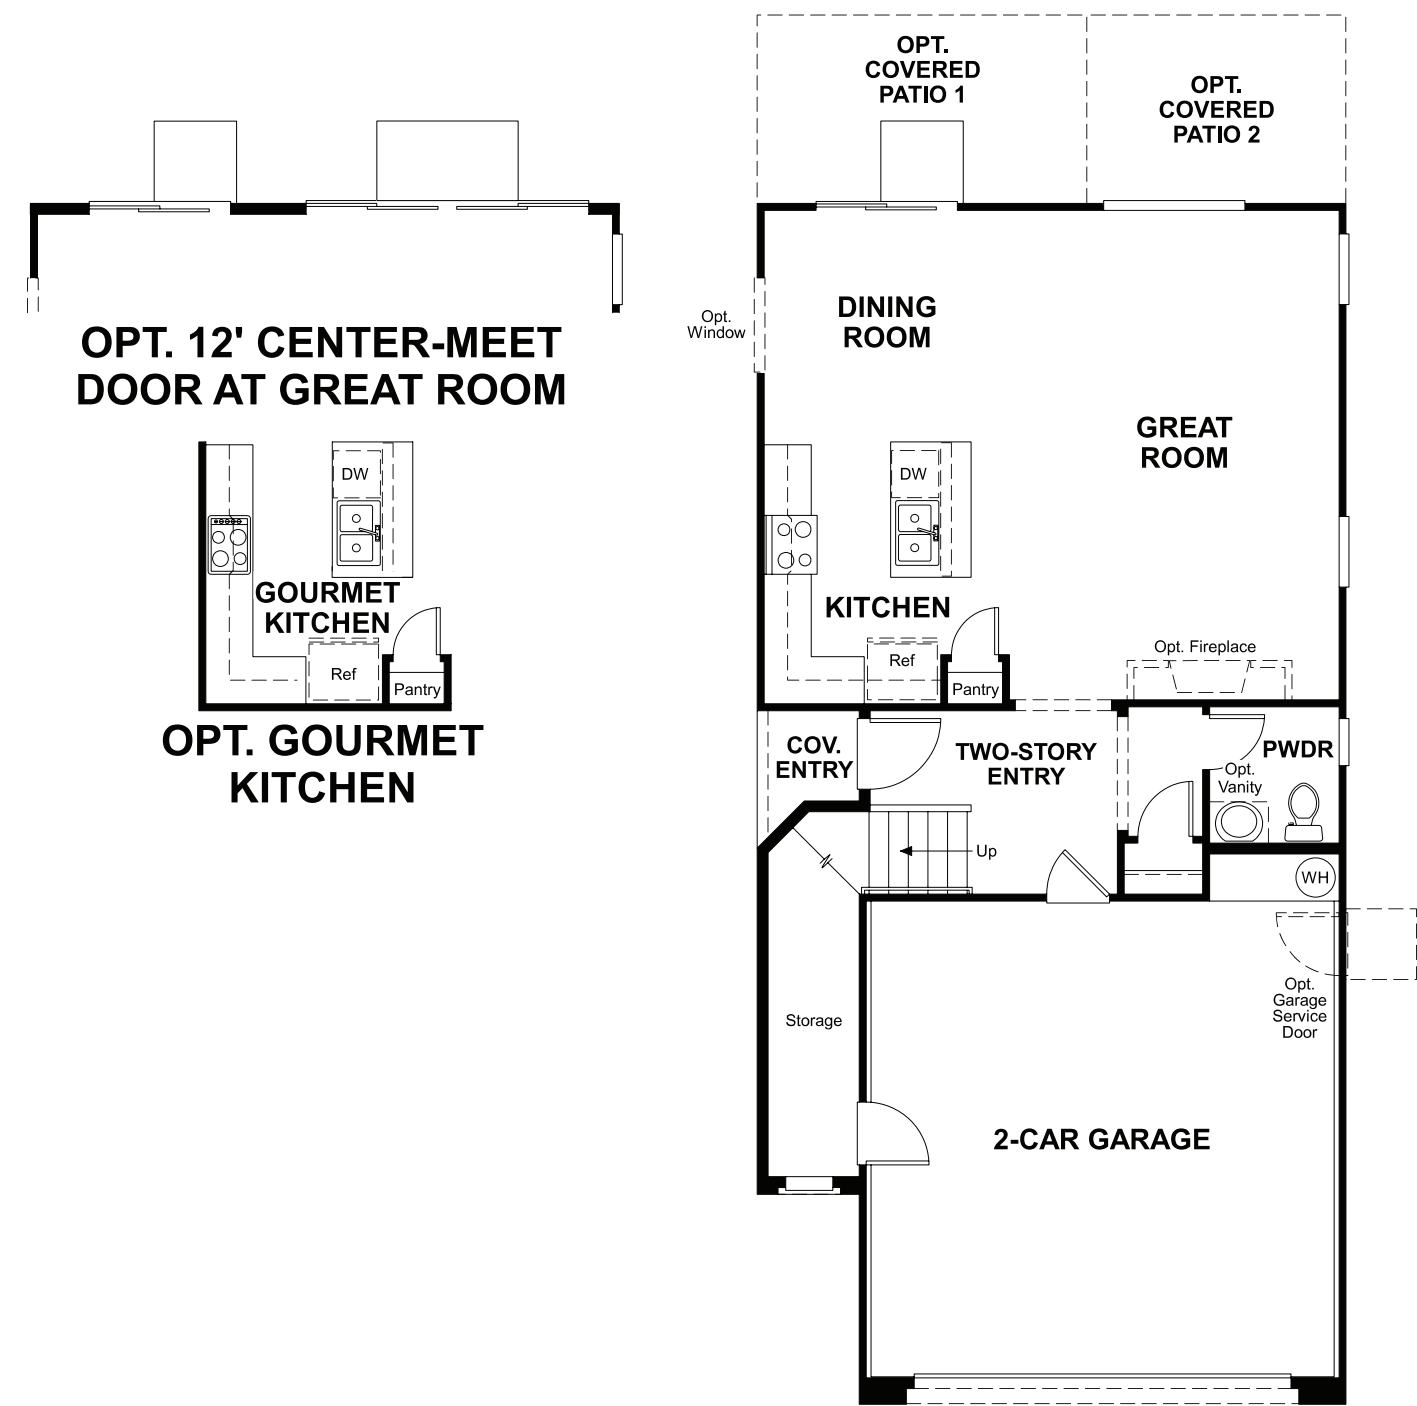 OPT. 12' CENTER-MEET
DOOR AT GREAT ROOM
DW
GOURMET
KITCHEN
Ref
Pantry
OPT. GOURMET
KITCHEN
OPT.
COVERED
PATIO 1
OPT.
COVERED
PATIO 2
Opt.
Window
DINING
ROOM
GREAT
ROOM
DW
KITCHEN
Ref
Pantry
Opt. Fireplace
COV.
ENTRY
TWO-STORY
ENTRY
PWDR
Opt.
Vanity
Up
WH
Opt.
Garage
Service
Door
Storage
2-CAR GARAGE